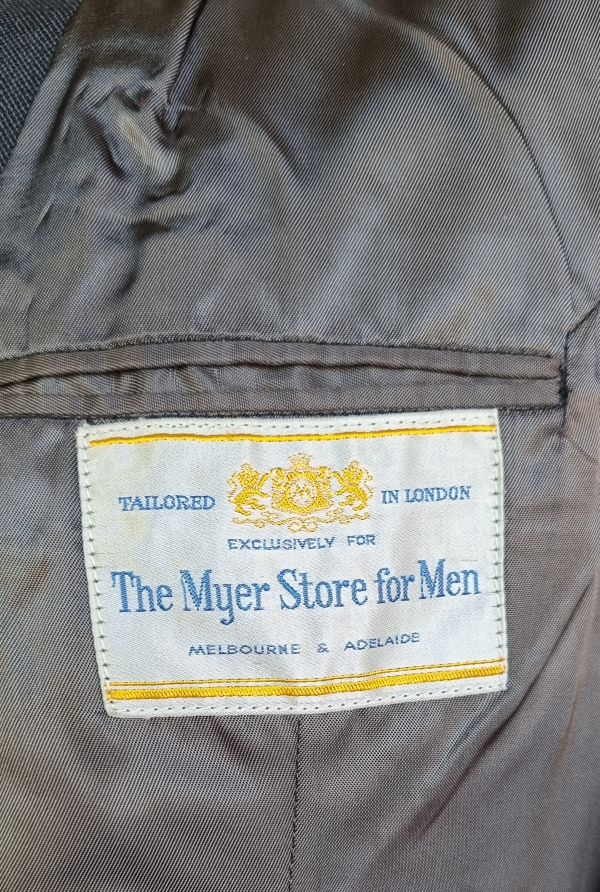 TAILORED IN LONDON
EXCLUSIVELY FOR
The Myer Store for Men
MELBOURNE & ADELAIDE